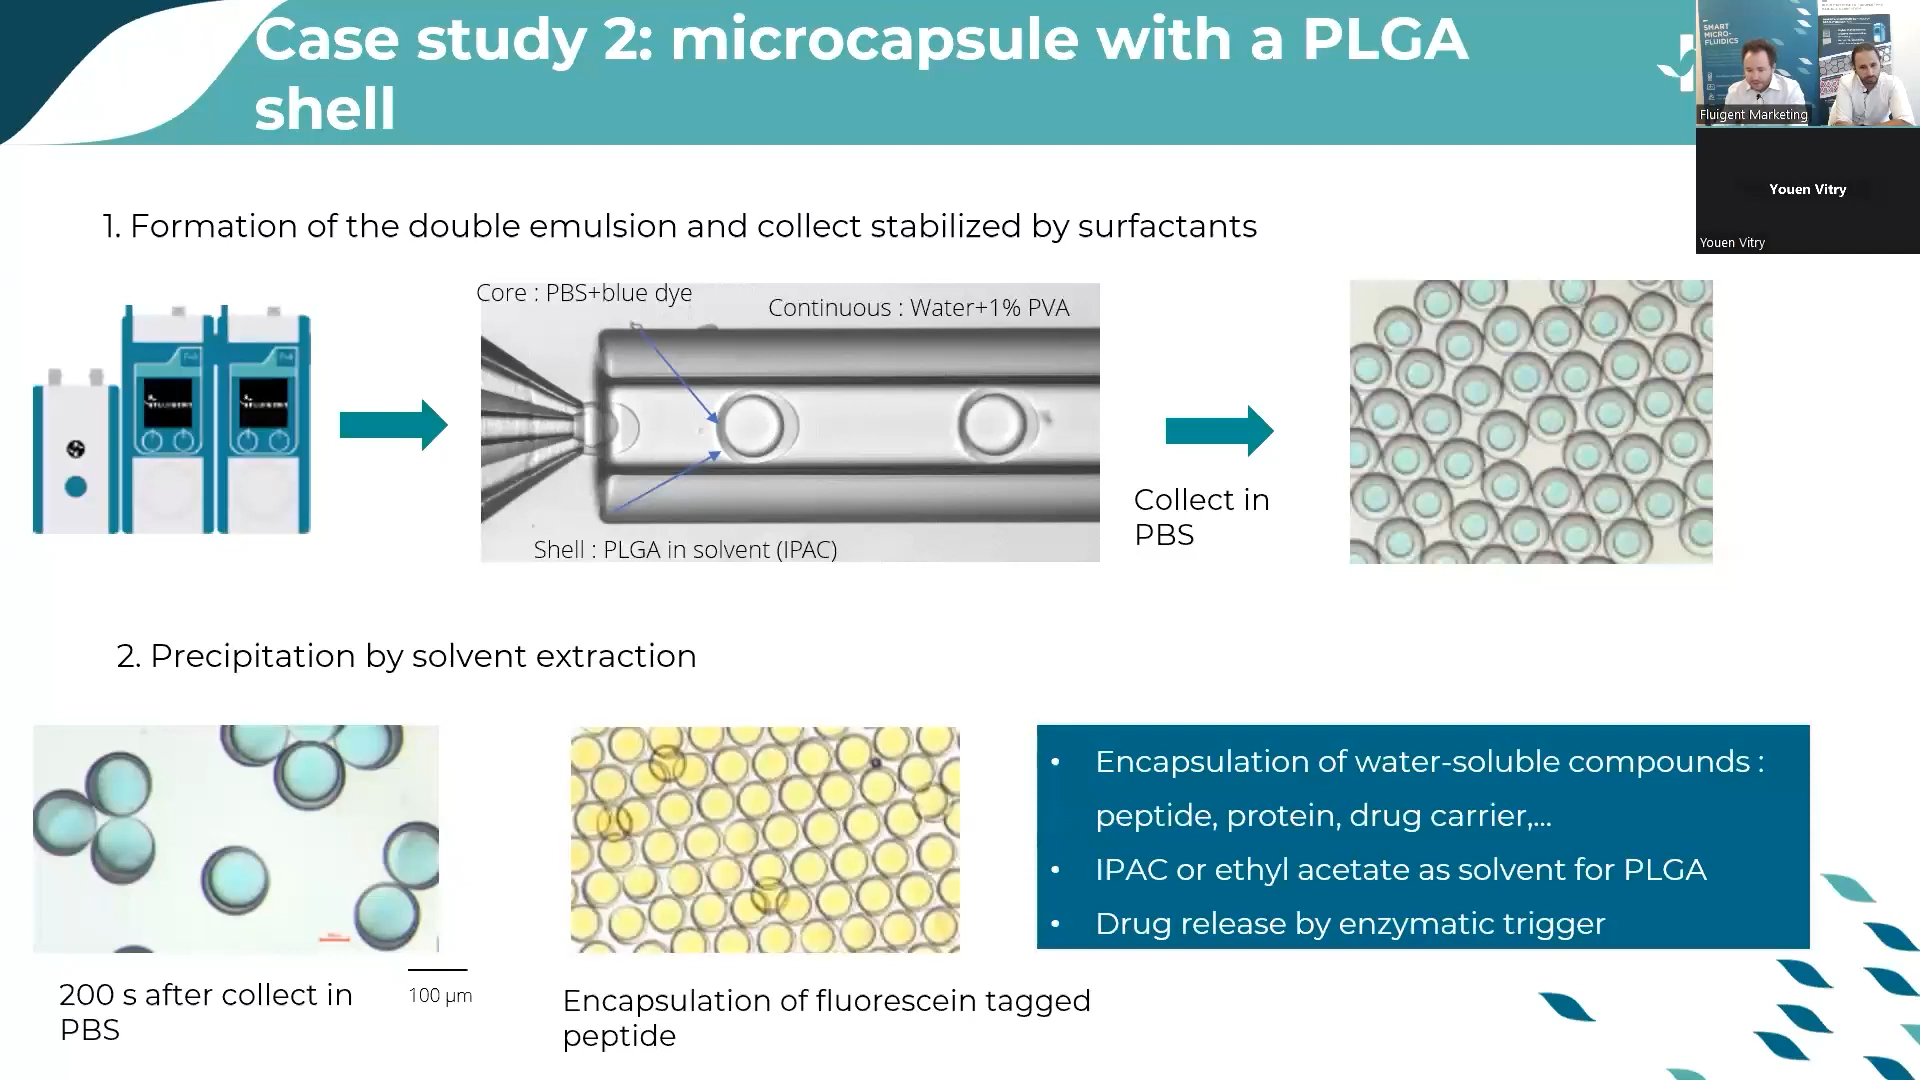 Case study 2: microcapsule with a PLGA
shell
SMART
MICRO-
FLUIDICS
Fluigent Marketing
Youen Vitry
Youen Vitry
1. Formation of the double emulsion and collect stabilized by surfactants
Core : PBS+blue dye
Continuous : Water+1% PVA
Shell : PLGA in solvent (IPAC)
Collect in
PBS
2. Precipitation by solvent extraction
• Encapsulation of water-soluble compounds :
peptide, protein, drug carrier,...
• IPAC or ethyl acetate as solvent for PLGA
• Drug release by enzymatic trigger
200 s after collect in
PBS
100 µm
Encapsulation of fluorescein tagged
peptide